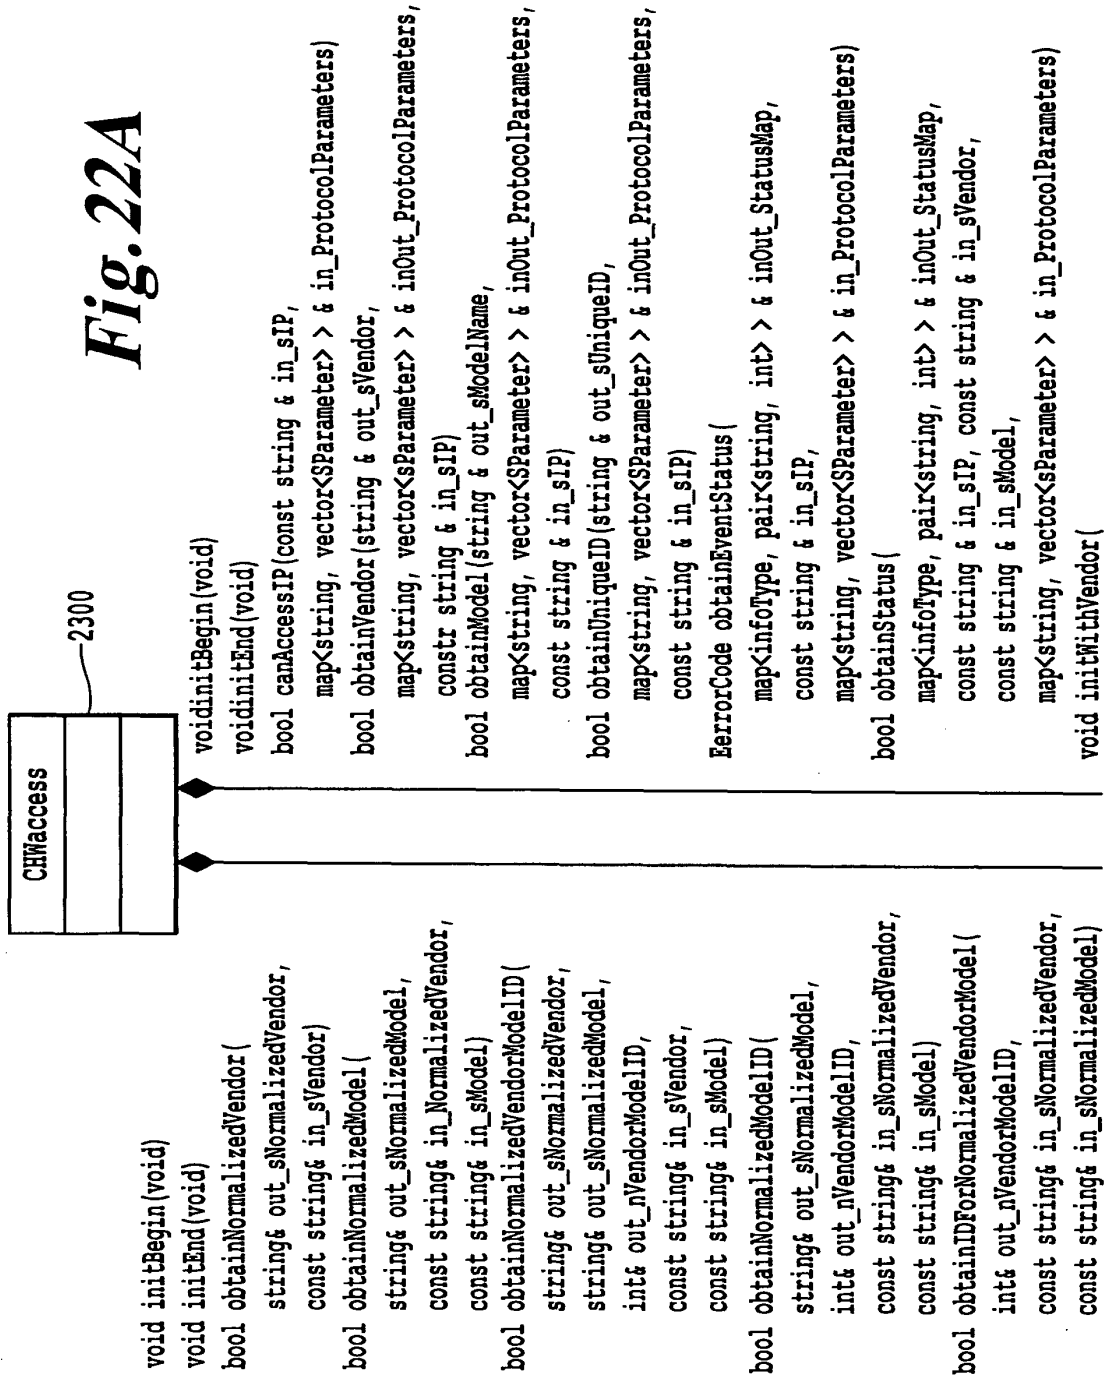 Fig.22A
CHWaccess
2300
void initBegin(void)
void initEnd(void)
bool obtainNormalizedVendor(
string& out_sNormalizedVendor,
const string& in_sVendor)
bool obtainNormalizedModel(
string& out_sNormalizedModel,
const string& in_NormalizedVendor,
const string& in_sModel)
bool obtainNormalizedVendorModelID(
string& out_sNormalizedVendor,
string& out_sNormalizedModel,
int& out_nVendorModelID,
const string& in_sVendor,
const string& in_sModel)
bool obtainNormalizedModelID(
string& out_sNormalizedModel,
int& out_nVendorModelID,
const string& in_sNormalizedVendor,
const string& in_sModel)
bool obtainIDForNormalizedVendorModel(
int& out_nVendorModelID,
const string& in_sNormalizedVendor,
const string& in_sNormalizedModel)
voidinitBegin(void)
voidinitEnd(void)
bool canAccessIP(const string & in_sIP,
map<string, vector<SParameter> > & in_ProtocolParameters)
bool obtainVendor(string & out_sVendor,
map<string, vector<sParameter> > & inOut_ProtocolParameters,
constr string & in_sIP)
bool obtainModel(string & out_sModelName,
map<string, vector<SParameter> > & inOut_ProtocolParameters,
const string & in_sIP)
bool obtainUniqueID(string & out_sUniqueID,
map<string, vector<SParameter> > & inOut_ProtocolParameters,
const string & in_sIP)
EerrorCode obtainEventStatus(
map<infoType, pair<string, int> > & inOut_StatusMap,
const string & in_sIP,
map<string, vector<SParameter> > & in_ProtocolParameters)
bool obtainStatus(
map<infoType, pair<string, int> > & inOut_StatusMap,
const string & in_sIP, const string & in_sVendor,
const string & in_sModel,
map<string, vector<sParameter> > & in_ProtocolParameters)
void initWithVendor(